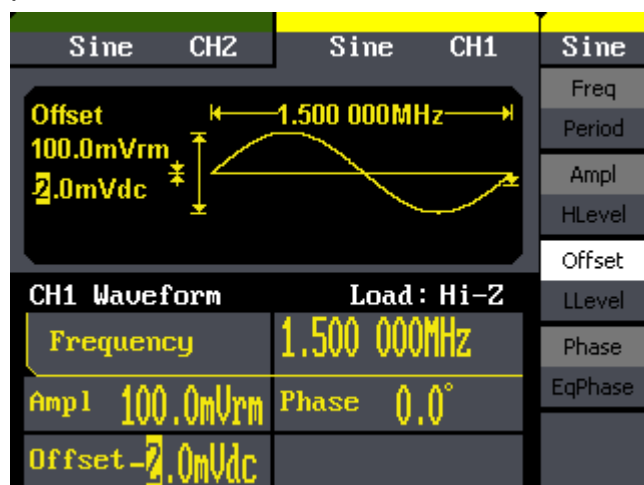 Sine CH2 Sine CH1 Sine
Offset 1.500 000MHz
100.0mVrm
-2.0mVdc
Freq
Period
Ampl
HLevel
Offset
LLevel
Phase
EqPhase
CH1 Waveform Load: Hi-Z
Frequency 1.500 000MHz
Ampl 100.0mVrm Phase 0.0°
Offset -2.0mVdc